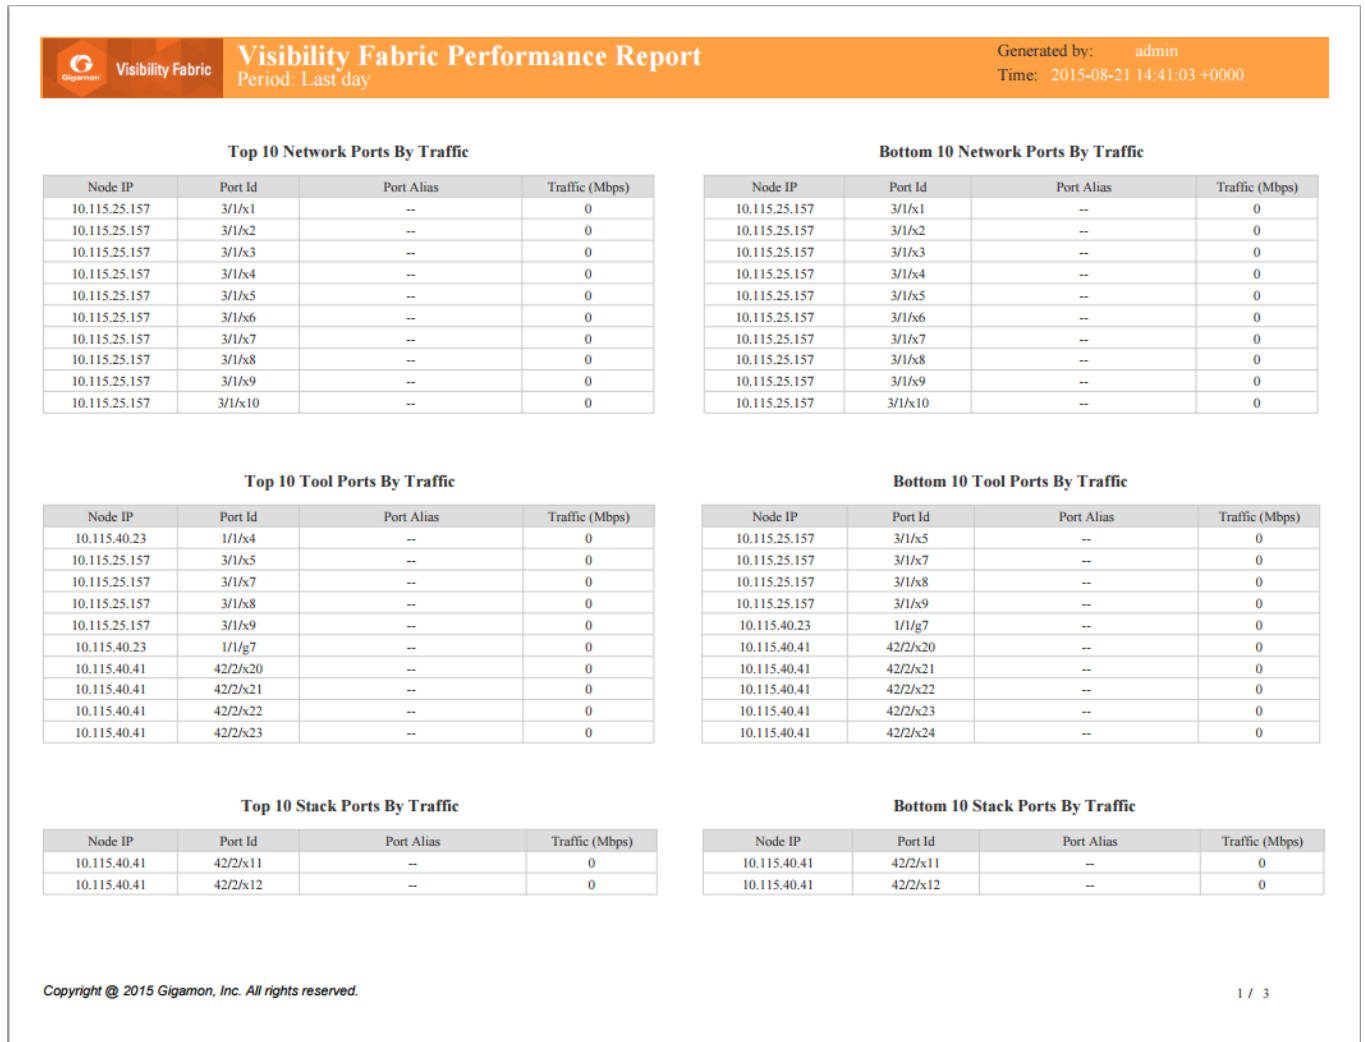 Gigamon
Visibility Fabric
Visibility Fabric Performance Report
Period: Last day
Generated by: admin
Time: 2015-08-21 14:41:03 +0000
Top 10 Network Ports By Traffic
Node IP Port Id Port Alias Traffic (Mbps)
10.115.25.157 3/1/x1 -- 0
10.115.25.157 3/1/x2 -- 0
10.115.25.157 3/1/x3 -- 0
10.115.25.157 3/1/x4 -- 0
10.115.25.157 3/1/x5 -- 0
10.115.25.157 3/1/x6 -- 0
10.115.25.157 3/1/x7 -- 0
10.115.25.157 3/1/x8 -- 0
10.115.25.157 3/1/x9 -- 0
10.115.25.157 3/1/x10 -- 0
Bottom 10 Network Ports By Traffic
Node IP Port Id Port Alias Traffic (Mbps)
10.115.25.157 3/1/x1 -- 0
10.115.25.157 3/1/x2 -- 0
10.115.25.157 3/1/x3 -- 0
10.115.25.157 3/1/x4 -- 0
10.115.25.157 3/1/x5 -- 0
10.115.25.157 3/1/x6 -- 0
10.115.25.157 3/1/x7 -- 0
10.115.25.157 3/1/x8 -- 0
10.115.25.157 3/1/x9 -- 0
10.115.25.157 3/1/x10 -- 0
Top 10 Tool Ports By Traffic
Node IP Port Id Port Alias Traffic (Mbps)
10.115.40.23 1/1/x4 -- 0
10.115.25.157 3/1/x5 -- 0
10.115.25.157 3/1/x7 -- 0
10.115.25.157 3/1/x8 -- 0
10.115.25.157 3/1/x9 -- 0
10.115.40.23 1/1/g7 -- 0
10.115.40.41 42/2/x20 -- 0
10.115.40.41 42/2/x21 -- 0
10.115.40.41 42/2/x22 -- 0
10.115.40.41 42/2/x23 -- 0
Bottom 10 Tool Ports By Traffic
Node IP Port Id Port Alias Traffic (Mbps)
10.115.25.157 3/1/x5 -- 0
10.115.25.157 3/1/x7 -- 0
10.115.25.157 3/1/x8 -- 0
10.115.25.157 3/1/x9 -- 0
10.115.40.23 1/1/g7 -- 0
10.115.40.41 42/2/x20 -- 0
10.115.40.41 42/2/x21 -- 0
10.115.40.41 42/2/x22 -- 0
10.115.40.41 42/2/x23 -- 0
10.115.40.41 42/2/x24 -- 0
Top 10 Stack Ports By Traffic
Node IP Port Id Port Alias Traffic (Mbps)
10.115.40.41 42/2/x11 -- 0
10.115.40.41 42/2/x12 -- 0
Bottom 10 Stack Ports By Traffic
Node IP Port Id Port Alias Traffic (Mbps)
10.115.40.41 42/2/x11 -- 0
10.115.40.41 42/2/x12 -- 0
Copyright @ 2015 Gigamon, Inc. All rights reserved.
1 / 3